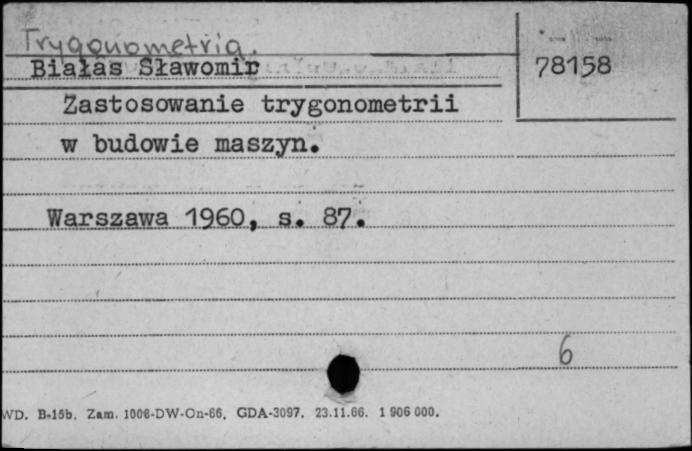 Trygonometria.
Białas Sławomir
78158
Zastosowanie trygonometrii
w budowie maszyn.
Warszawa 1960, s. 87.
6
WD. B-15b. Zam. 1006-DW-On-66. GDA-3097. 23.11.66. 1 906 000.